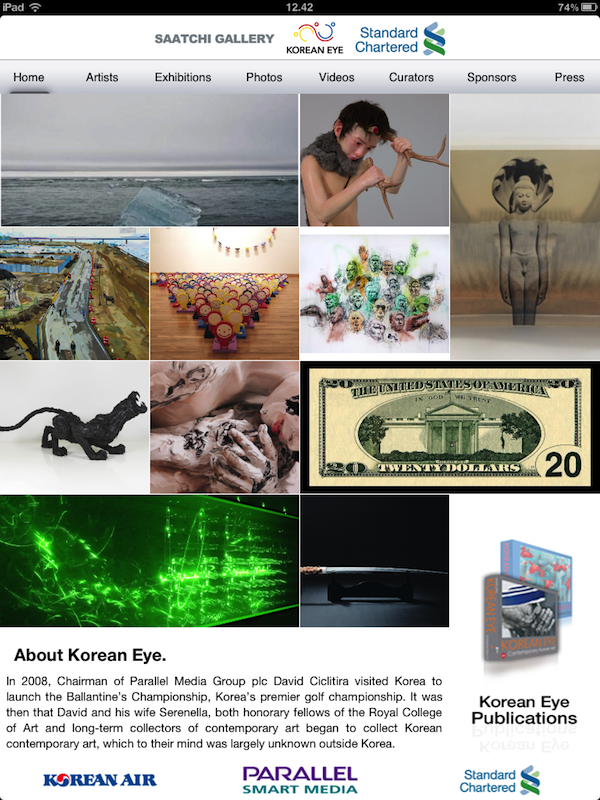 iPad 12.42 74%
SAATCHI GALLERY KOREAN EYE Standard Chartered
Home Artists Exhibitions Photos Videos Curators Sponsors Press
THE UNITED STATES OF AMERICA
IN GOD WE TRUST
20 TWENTY DOLLARS 20
KOREAN EYE
KOREAN EYE
Korean Eye
Publications
About Korean Eye.
In 2008, Chairman of Parallel Media Group plc David Ciclitira visited Korea to
launch the Ballantine's Championship, Korea's premier golf championship. It was
then that David and his wife Serenella, both honorary fellows of the Royal College
of Art and long-term collectors of contemporary art began to collect Korean
contemporary art, which to their mind was largely unknown outside Korea.
KOREAN AIR
PARALLEL
SMART MEDIA
Standard
Chartered